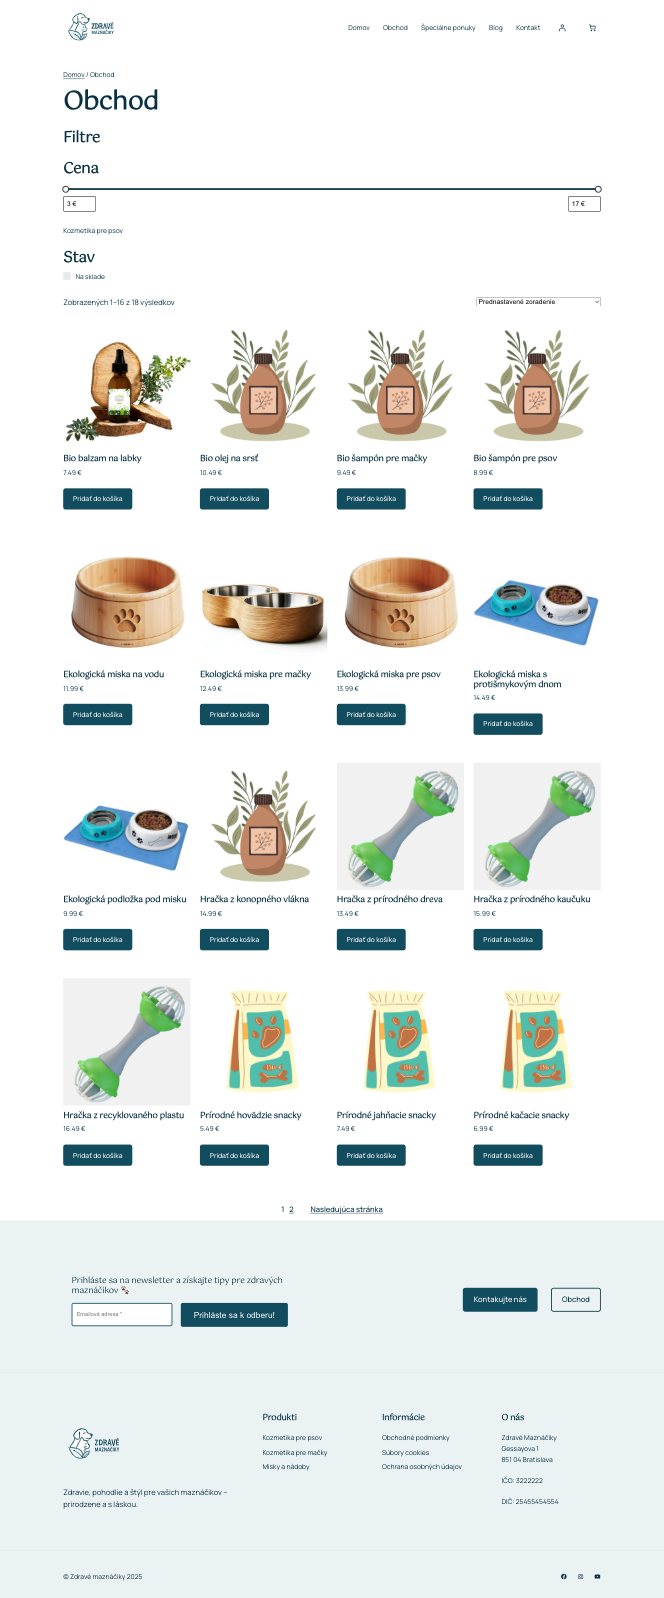 ZDRAVÉ
MAZNÁČIKY
Domov
Obchod
Špeciálne ponuky
Blog
Kontakt
Domov / Obchod
Obchod
Filtre
Cena
3 €
17 €
Kozmetika pre psov
Stav
Na sklade
Zobrazených 1–16 z 18 výsledkov
Prednastavené zoradenie
Bio balzam na labky
7.49 €
Pridať do košíka
Bio olej na srsť
10.49 €
Pridať do košíka
Bio šampón pre mačky
9.49 €
Pridať do košíka
Bio šampón pre psov
8.99 €
Pridať do košíka
Ekologická miska na vodu
11.99 €
Pridať do košíka
Ekologická miska pre mačky
12.49 €
Pridať do košíka
Ekologická miska pre psov
13.99 €
Pridať do košíka
Ekologická miska s
protišmykovým dnom
14.49 €
Pridať do košíka
Ekologická podložka pod misku
9.99 €
Pridať do košíka
Hračka z konopného vlákna
14.99 €
Pridať do košíka
Hračka z prírodného dreva
13.49 €
Pridať do košíka
Hračka z prírodného kaučuku
15.99 €
Pridať do košíka
Hračka z recyklovaného plastu
16.49 €
Pridať do košíka
Prírodné hovädzie snacky
5.49 €
Pridať do košíka
Prírodné jahňacie snacky
7.49 €
Pridať do košíka
Prírodné kačacie snacky
6.99 €
Pridať do košíka
1 2 Nasledujúca stránka
Prihláste sa na newsletter a získajte tipy pre zdravých
maznáčikov 🐾
Emailová adresa *
Prihláste sa k odberu!
Kontakujte nás
Obchod
ZDRAVÉ
MAZNÁČIKY
Zdravie, pohodlie a štýl pre vašich maznáčikov –
prirodzene a s láskou.
Produkti
Kozmetika pre psov
Kozmetika pre mačky
Misky a nádoby
Informácie
Obchodné podmienky
Súbory cookies
Ochrana osobných údajov
O nás
Zdravé Maznáčiky
Gessayova 1
851 04 Bratislava
IČO: 3222222
DIČ: 25455454554
© Zdravé maznáčiky 2025